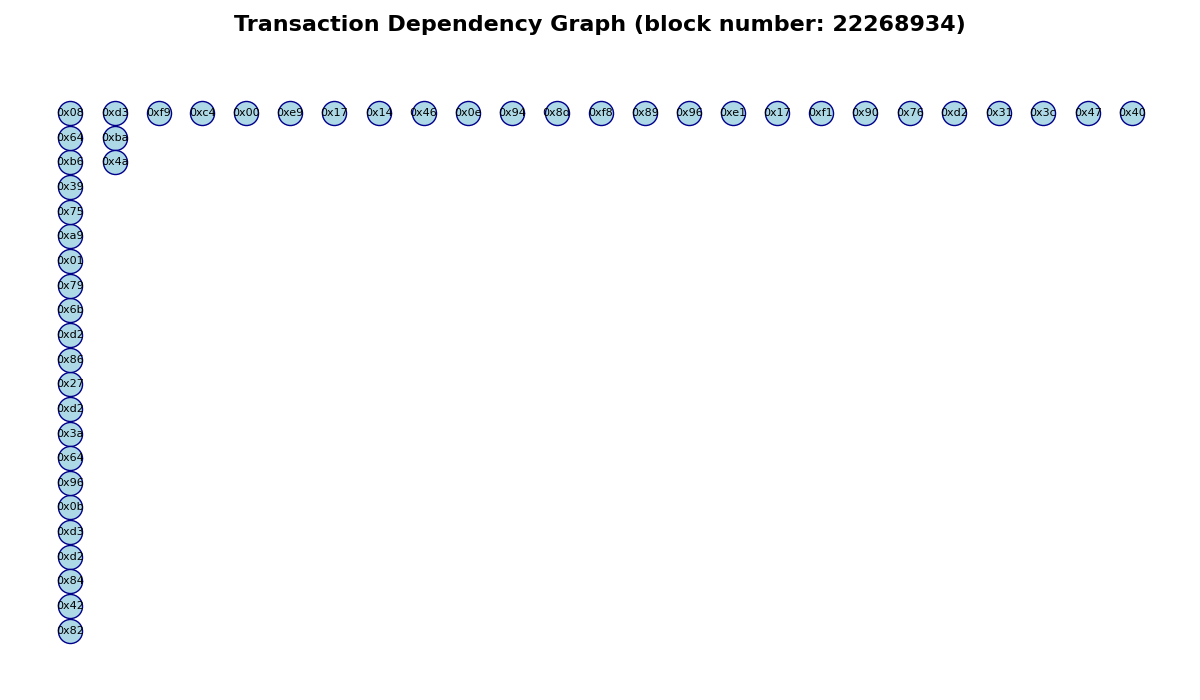 Transaction Dependency Graph (block number: 22268934)
0x08 0xd3 0xf9 0xc4 0x00 0xe9 0x17 0x14 0x46 0x0e 0x94 0x8d 0xf8 0x89 0x96 0xe1 0x17 0xf1 0x90 0x76 0xd2 0x31 0x3c 0x47 0x40
0x64 0xba
0xb6 0x4a
0x39
0x75
0xa9
0x01
0x79
0x6b
0xd2
0x86
0x27
0xd2
0x3a
0x64
0x96
0x0b
0xd3
0xd2
0x84
0x42
0x82